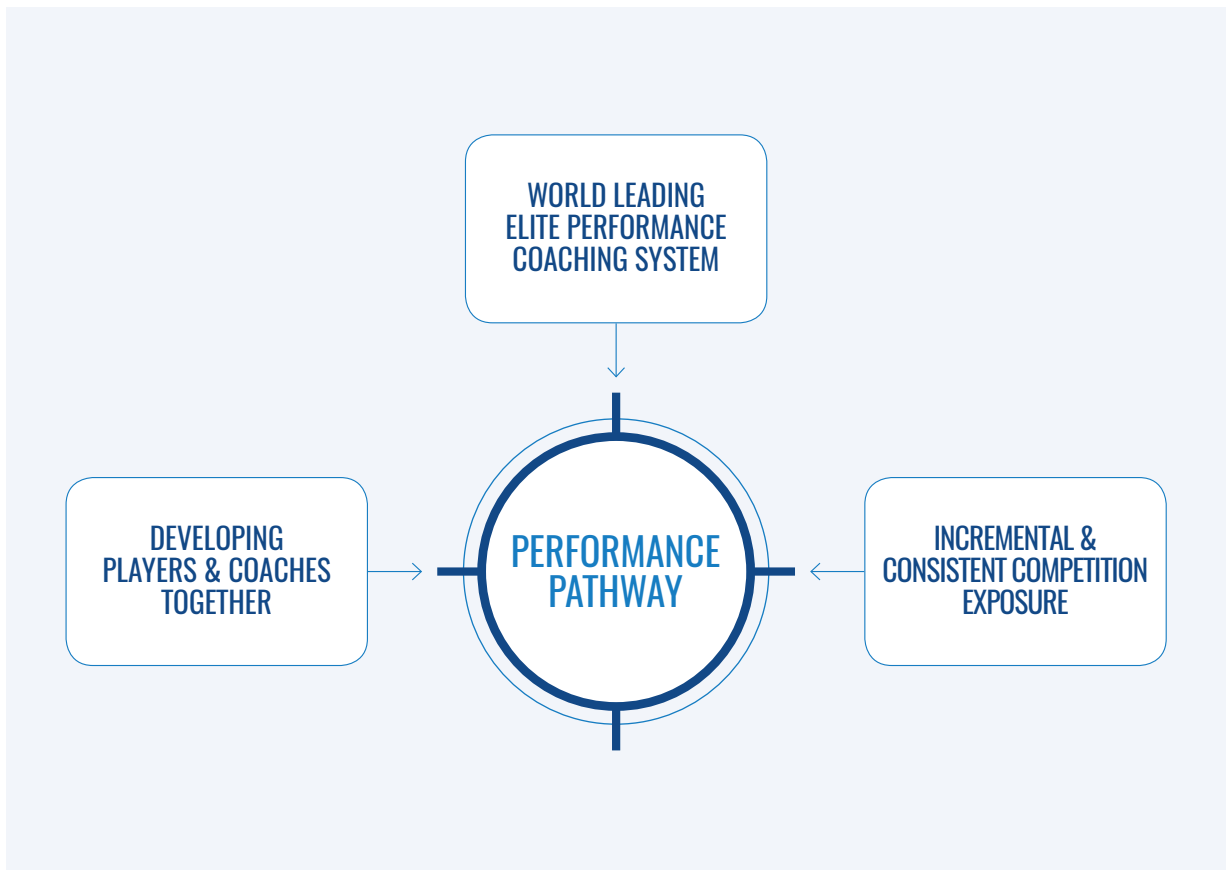 WORLD LEADING
ELITE PERFORMANCE
COACHING SYSTEM
DEVELOPING
PLAYERS & COACHES
TOGETHER
PERFORMANCE
PATHWAY
INCREMENTAL &
CONSISTENT COMPETITION
EXPOSURE